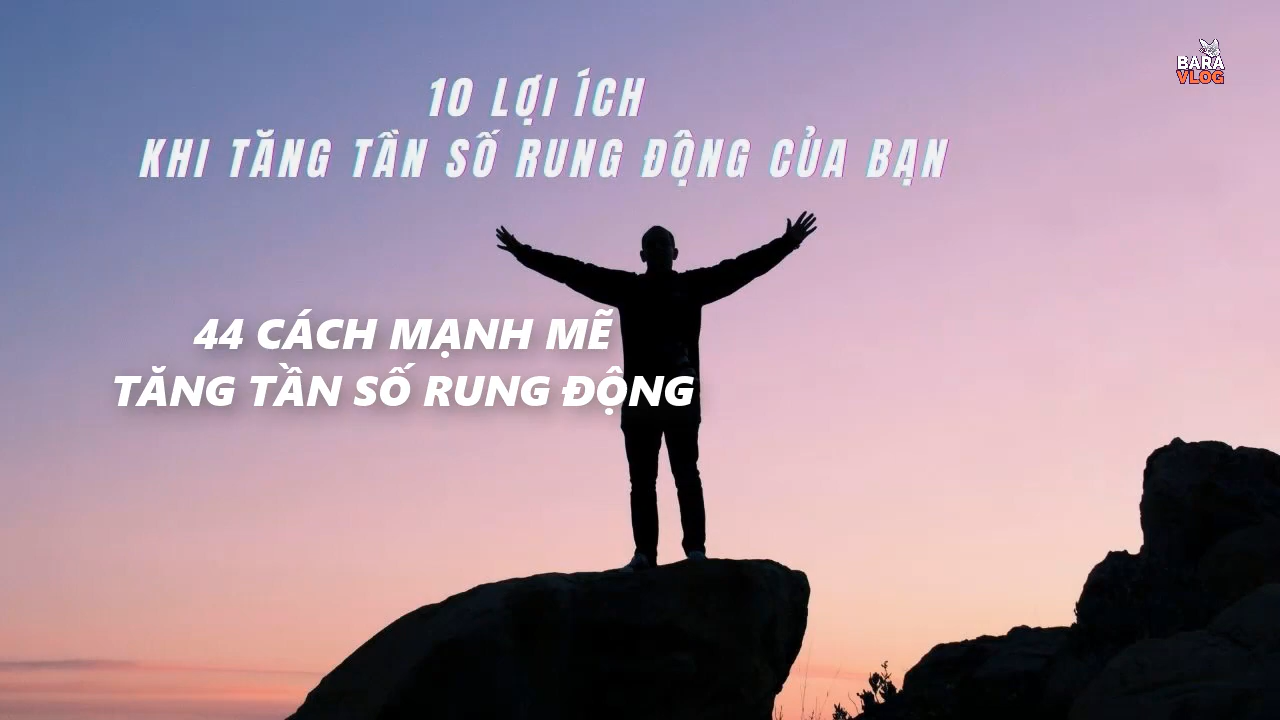 BARA
VLOG
10 LỢI ÍCH
KHI TĂNG TẦN SỐ RUNG ĐỘNG CỦA BẠN
44 CÁCH MẠNH MẼ
TĂNG TẦN SỐ RUNG ĐỘNG